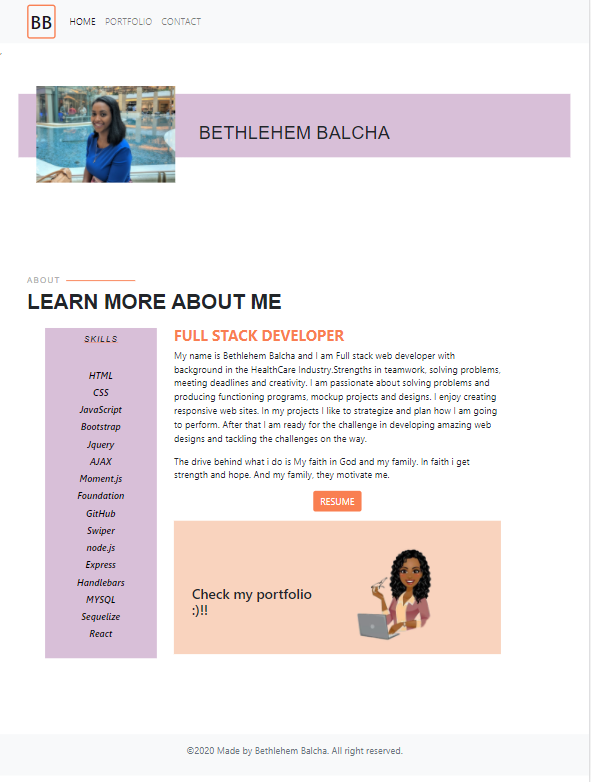 BB HOME PORTFOLIO CONTACT
BETHLEHEM BALCHA
ABOUT
LEARN MORE ABOUT ME
SKILLS
HTML
CSS
JavaScript
Bootstrap
Jquery
AJAX
Moment.js
Foundation
GitHub
Swiper
node.js
Express
Handlebars
MYSQL
Sequelize
React
FULL STACK DEVELOPER
My name is Bethlehem Balcha and I am Full stack web developer with
background in the HealthCare Industry.Strengths in teamwork, solving problems,
meeting deadlines and creativity. I am passionate about solving problems and
producing functioning programs, mockup projects and designs. I enjoy creating
responsive web sites. In my projects I like to strategize and plan how I am going
to perform. After that I am ready for the challenge in developing amazing web
designs and tackling the challenges on the way.
The drive behind what i do is My faith in God and my family. In faith i get
strength and hope. And my family, they motivate me.
RESUME
Check my portfolio
:)!!
©2020 Made by Bethlehem Balcha. All right reserved.